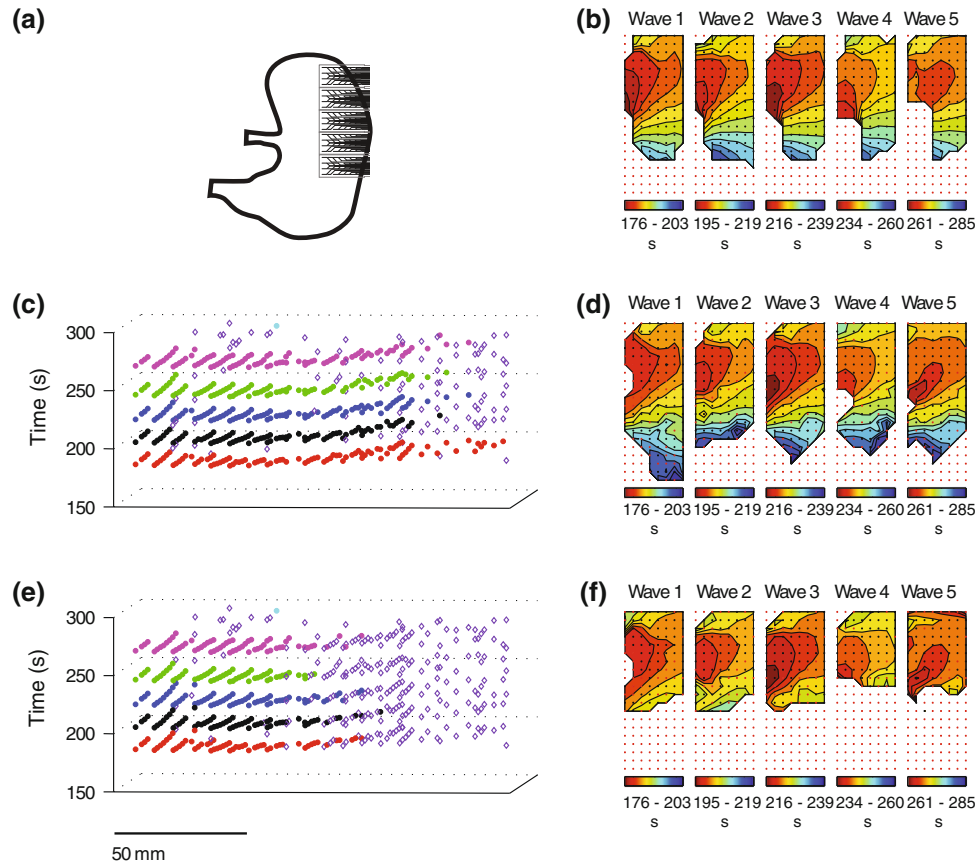 (a)
(b)
Wave 1 Wave 2 Wave 3 Wave 4 Wave 5
176 - 203 195 - 219 216 - 239 234 - 260 261 - 285
s s s s s
(c)
300
250
200
150
Time (s)
(d)
Wave 1 Wave 2 Wave 3 Wave 4 Wave 5
176 - 203 195 - 219 216 - 239 234 - 260 261 - 285
s s s s s
(e)
300
250
200
150
Time (s)
50 mm
(f)
Wave 1 Wave 2 Wave 3 Wave 4 Wave 5
176 - 203 195 - 219 216 - 239 234 - 260 261 - 285
s s s s s